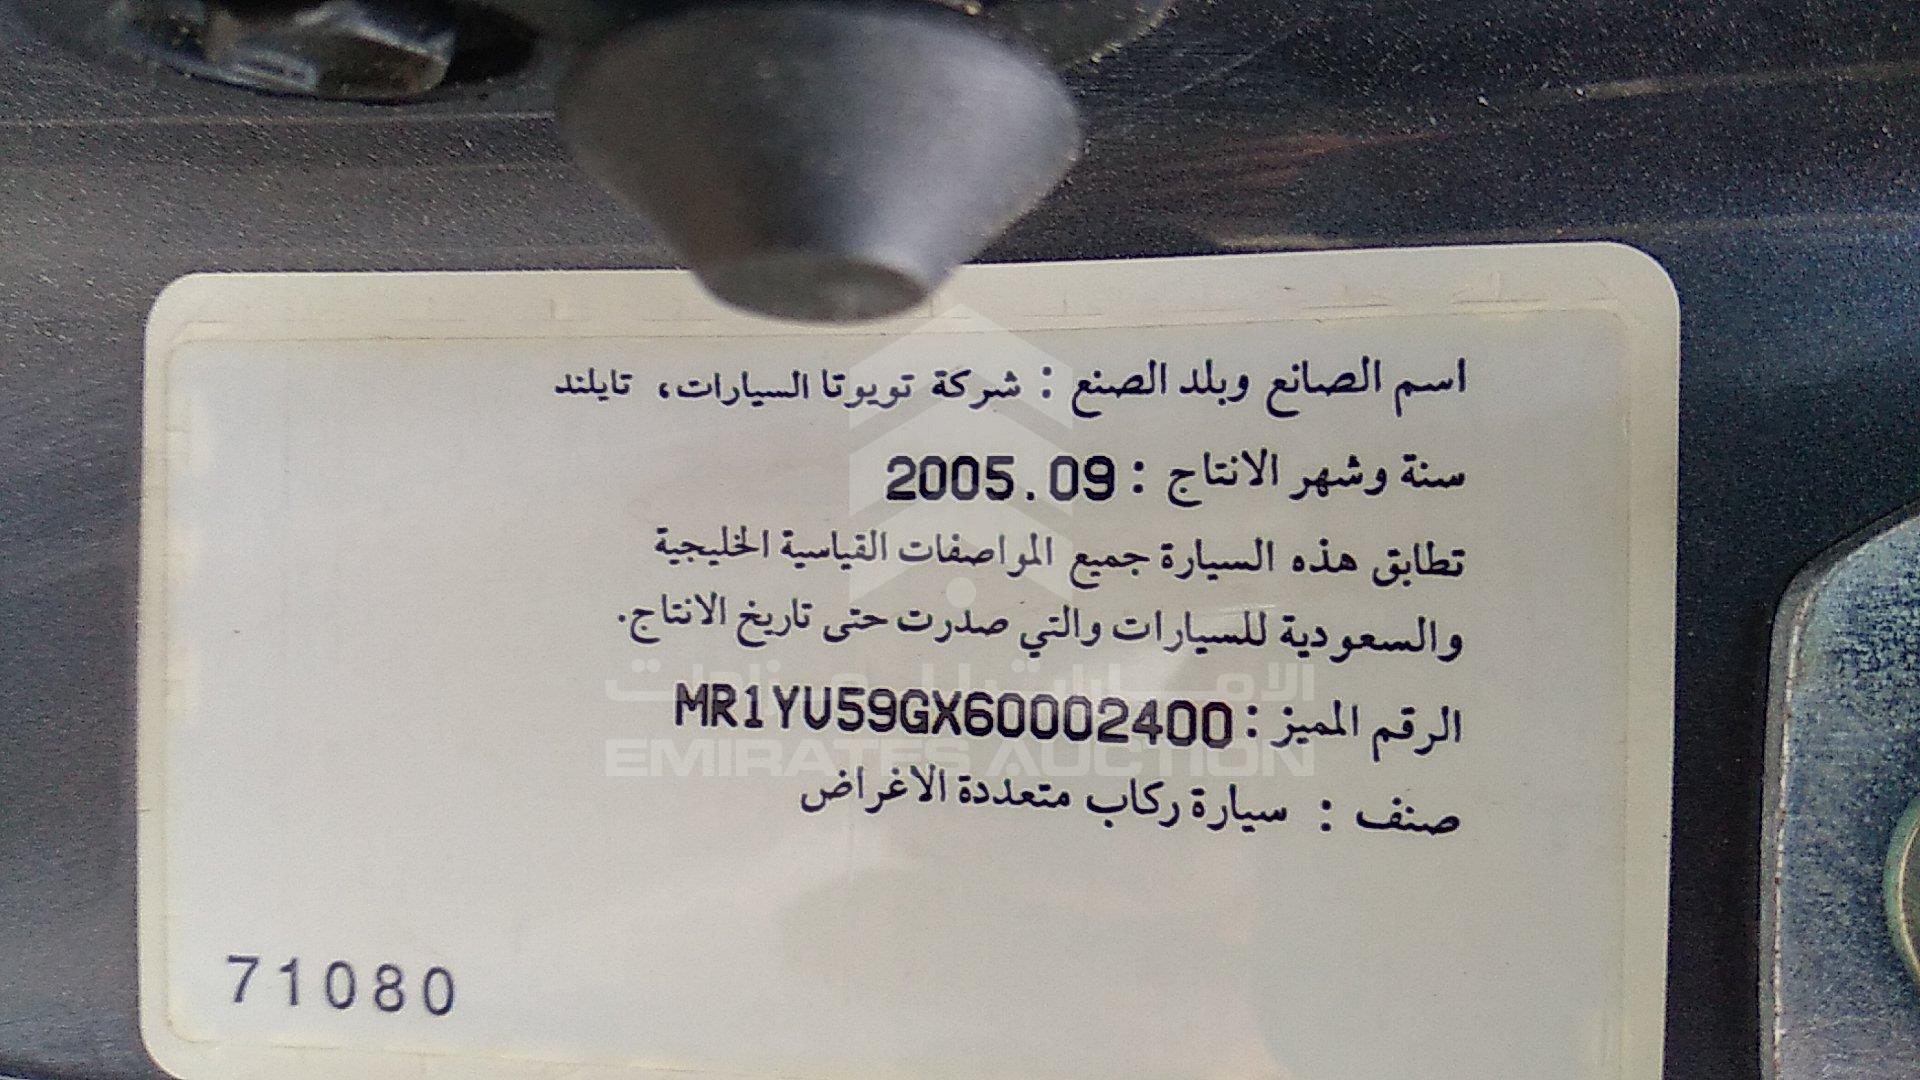 اسم الصانع وبلد الصنع : شركة تويوتا السيارات، تايلند
سنة وشهر الانتاج : 2005.09
تطابق هذه السيارة جميع المواصفات القياسية الخليجية
والسعودية للسيارات والتي صدرت حتى تاريخ الانتاج.
الامارات للمزادات
الرقم المميز : MR1YU59GX60002400
EMIRATES AUCTION
صنف : سيارة ركاب متعددة الاغراض
71080